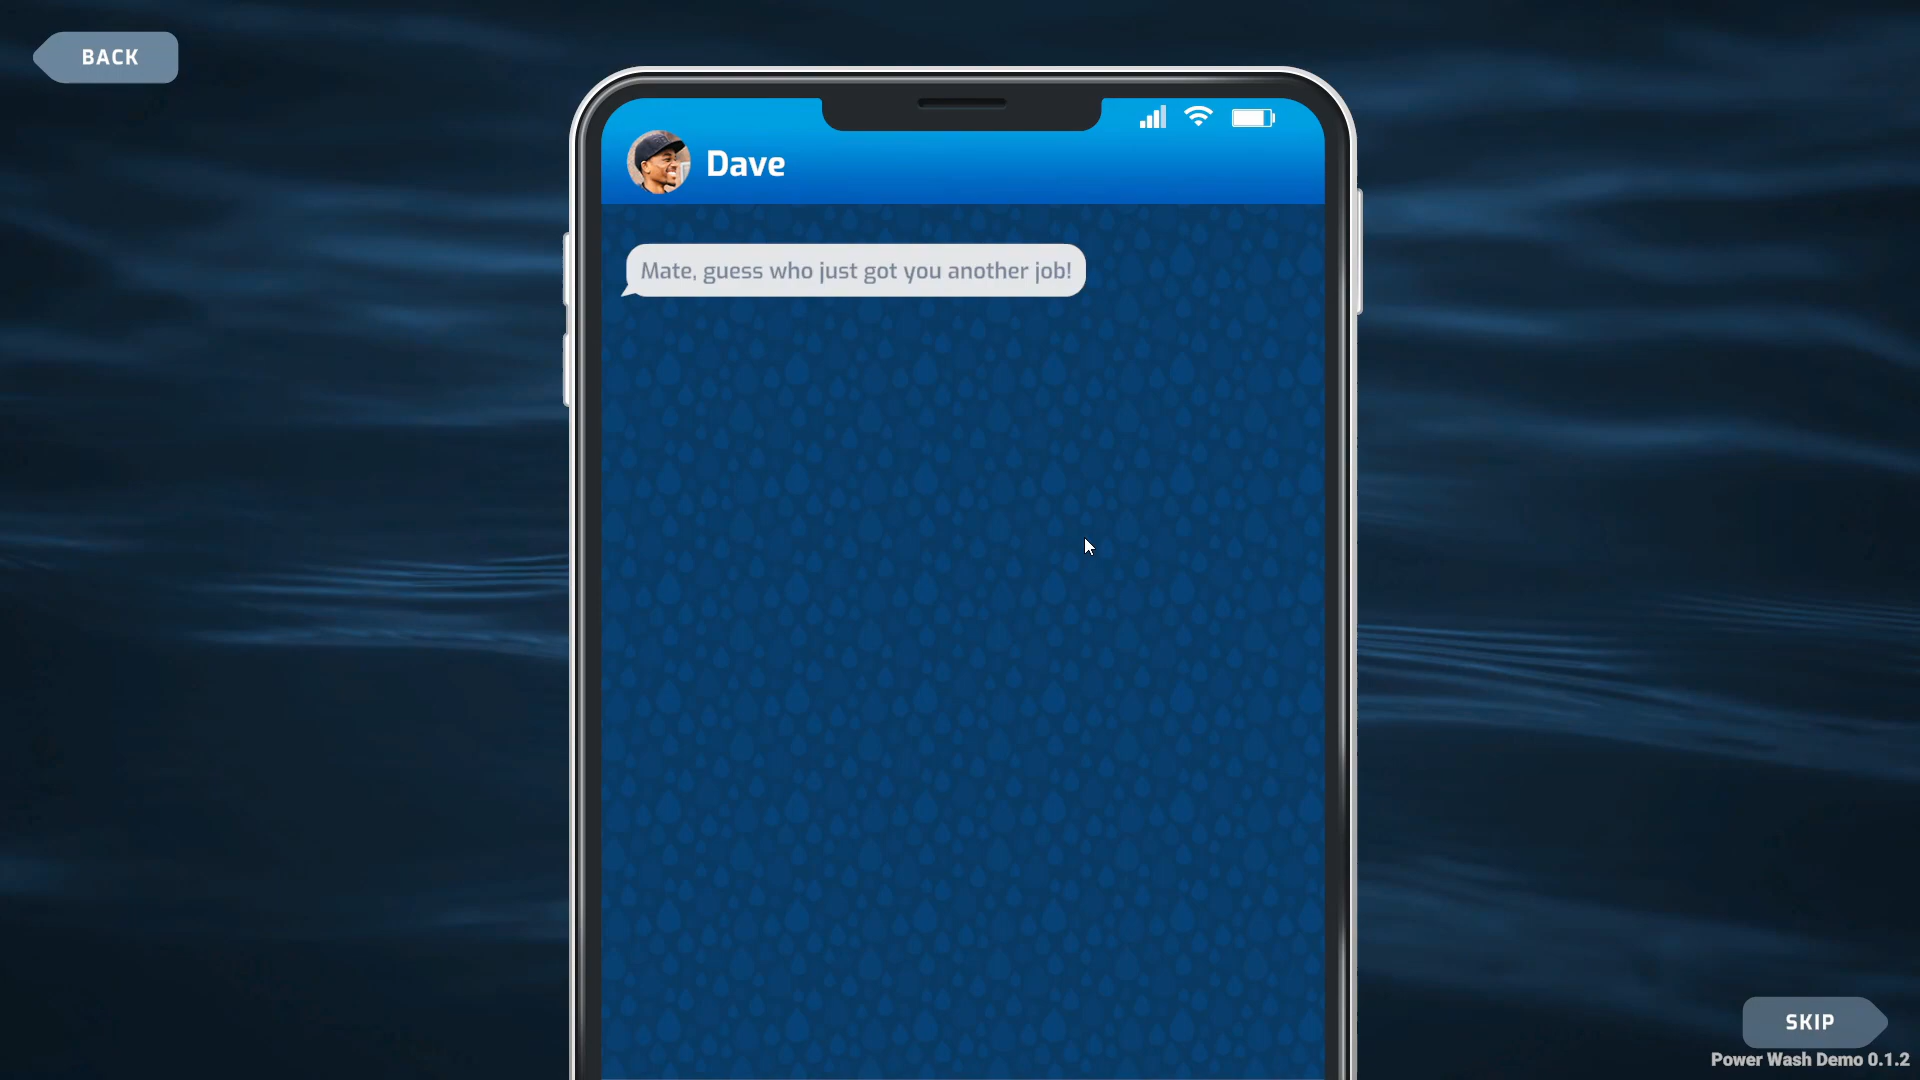 BACK
Dave
Mate, guess who just got you another job!
SKIP
Power Wash Demo 0.1.2